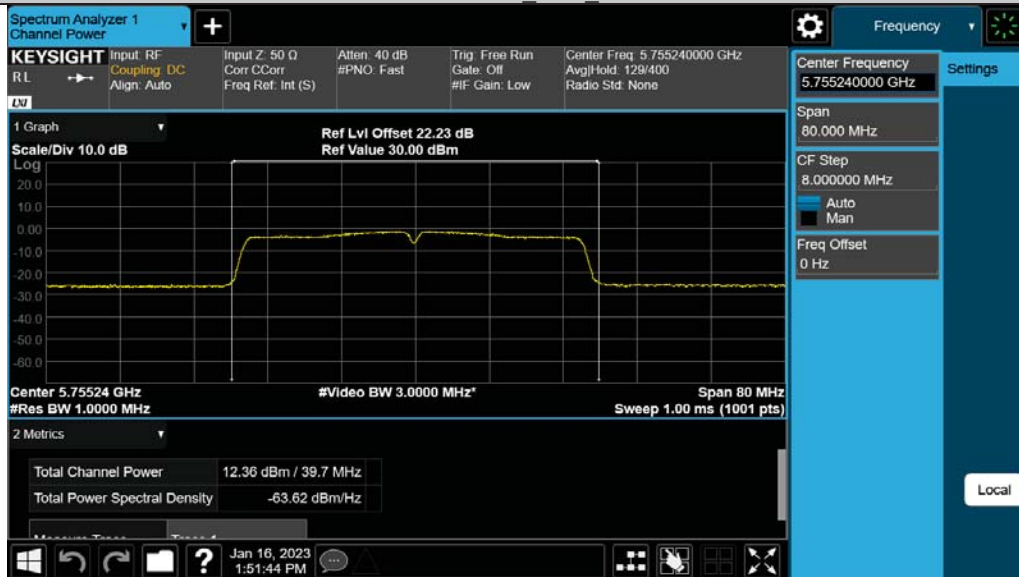 Spectrum Analyzer 1
Channel Power
Frequency
KEYSIGHT Input: RF
RL
Coupling: DC
Align: Auto
LXI
Input Z: 50 Ω
Corr CCorr
Freq Ref: Int (S)
Atten: 40 dB
#PNO: Fast
Trig: Free Run
Gate: Off
#IF Gain: Low
Center Freq: 5.755240000 GHz
Avg|Hold: 129/400
Radio Std: None
Center Frequency
5.755240000 GHz
Settings
Span
80.000 MHz
CF Step
8.000000 MHz
Auto
Man
Freq Offset
0 Hz
Local
1 Graph
Scale/Div 10.0 dB
Ref Lvl Offset 22.23 dB
Ref Value 30.00 dBm
Log
20.0
10.0
0.00
-10.0
-20.0
-30.0
-40.0
-50.0
-60.0
Center 5.75524 GHz
#Res BW 1.0000 MHz
#Video BW 3.0000 MHz*
Span 80 MHz
Sweep 1.00 ms (1001 pts)
2 Metrics
Total Channel Power 12.36 dBm / 39.7 MHz
Total Power Spectral Density -63.62 dBm/Hz
?
Jan 16, 2023
1:51:44 PM